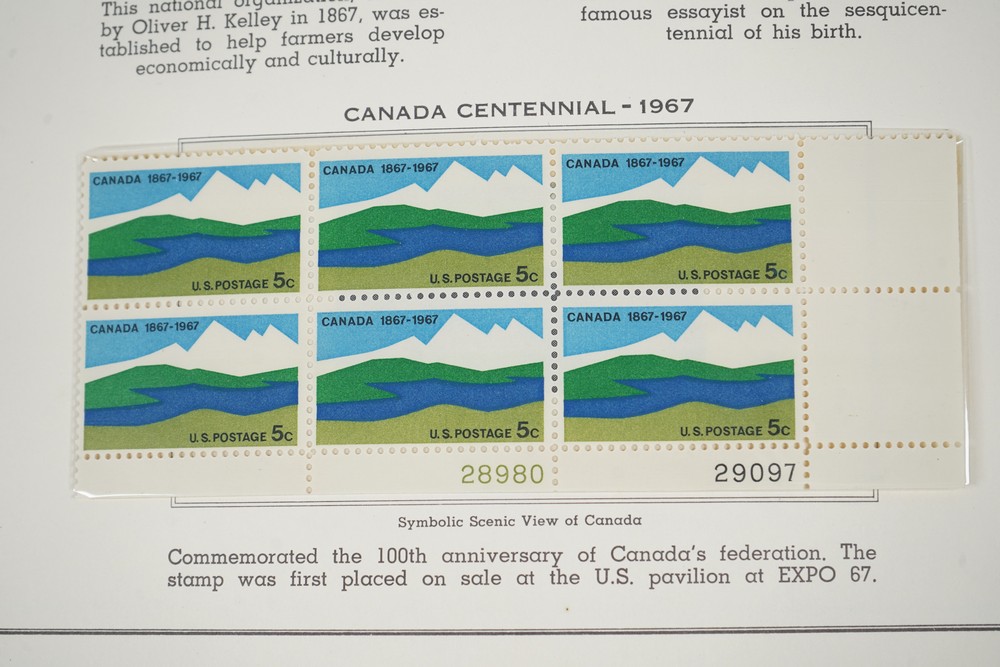 This national
by Oliver H. Kelley in 1867, was es-
tablished to help farmers develop
economically and culturally.
famous essayist on the sesquicen-
tennial of his birth.
CANADA CENTENNIAL - 1967
CANADA 1867-1967
U.S. POSTAGE 5c
CANADA 1867-1967
U.S. POSTAGE 5c
CANADA 1867-1967
U.S. POSTAGE 5c
CANADA 1867-1967
U.S. POSTAGE 5c
CANADA 1867-1967
U.S. POSTAGE 5c
CANADA 1867-1967
U.S. POSTAGE 5c
28980
29097
Symbolic Scenic View of Canada
Commemorated the 100th anniversary of Canada's federation. The
stamp was first placed on sale at the U.S. pavilion at EXPO 67.